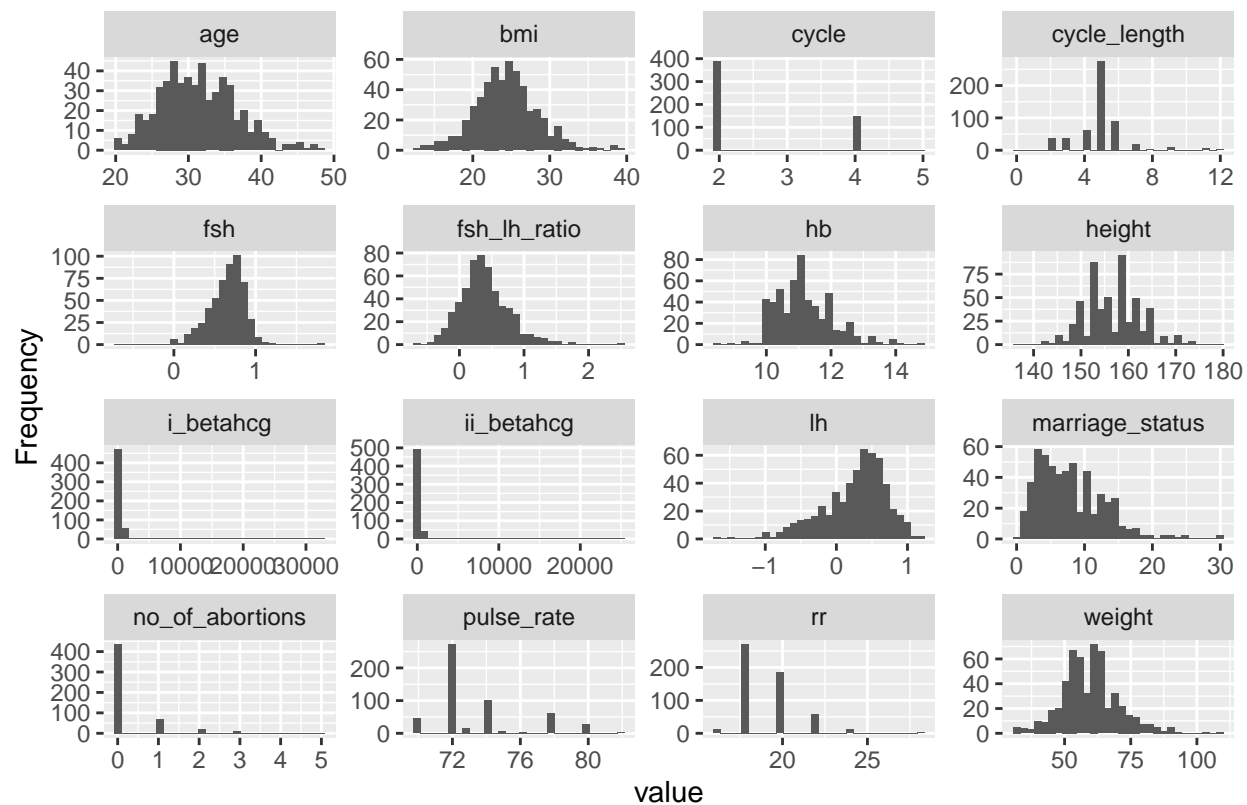 age bmi cycle cycle_length
40 60 400
30 40 300 200
20 200
10 20 100 100
0 0 0 0
20 30 40 50 20 30 40 2 3 4 5 0 4 8 12
fsh fsh_lh_ratio hb height
100 80 80 75
75 60 60
50 40 40 50
25 20 20 25
0 0 0 0
0 1 0 1 2 10 12 14 140 150 160 170 180
i_betahcg ii_betahcg lh marriage_status
400 500 60 60
300 400 40 40
200 300
100 200 20 20
0 100 0 0
0
0 10000 20000 30000 0 10000 20000 −1 0 1 0 10 20 30
no_of_abortions pulse_rate rr weight
400 200 200 60
300 40
200 100 100 20
100
0 0 0 0
0 1 2 3 4 5 72 76 80 20 25 50 75 100
Frequency
value